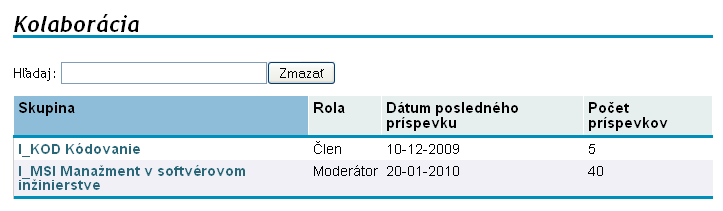 Kolaborácia
Hľadaj: Zmazať
Skupina Rola Dátum posledného príspevku Počet príspevkov
I_KOD Kódovanie Člen 10-12-2009 5
I_MSI Manažment v softvérovom inžinierstve Moderátor 20-01-2010 40